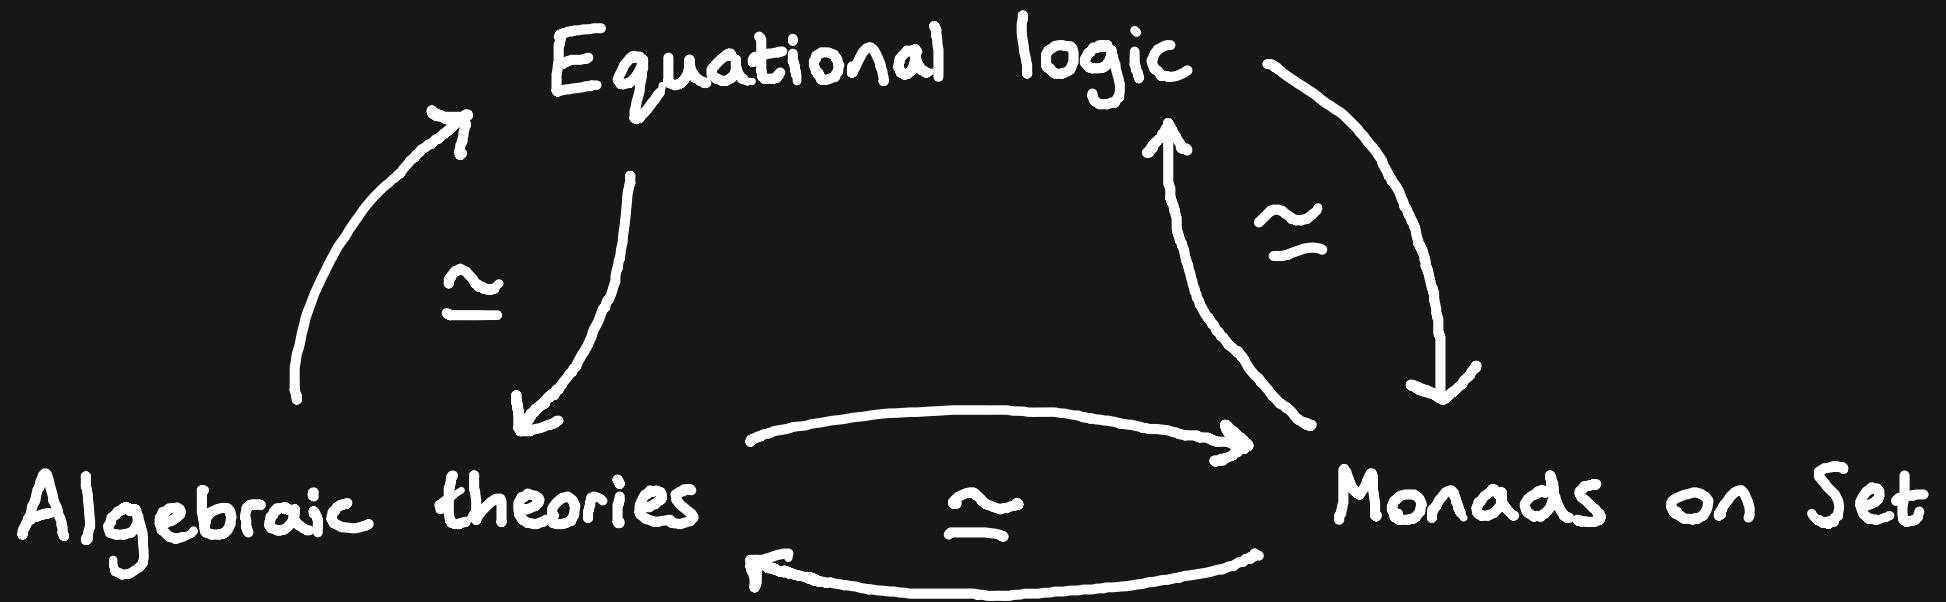 Equational logic
≅
≅
Algebraic theories
≅
Monads on Set